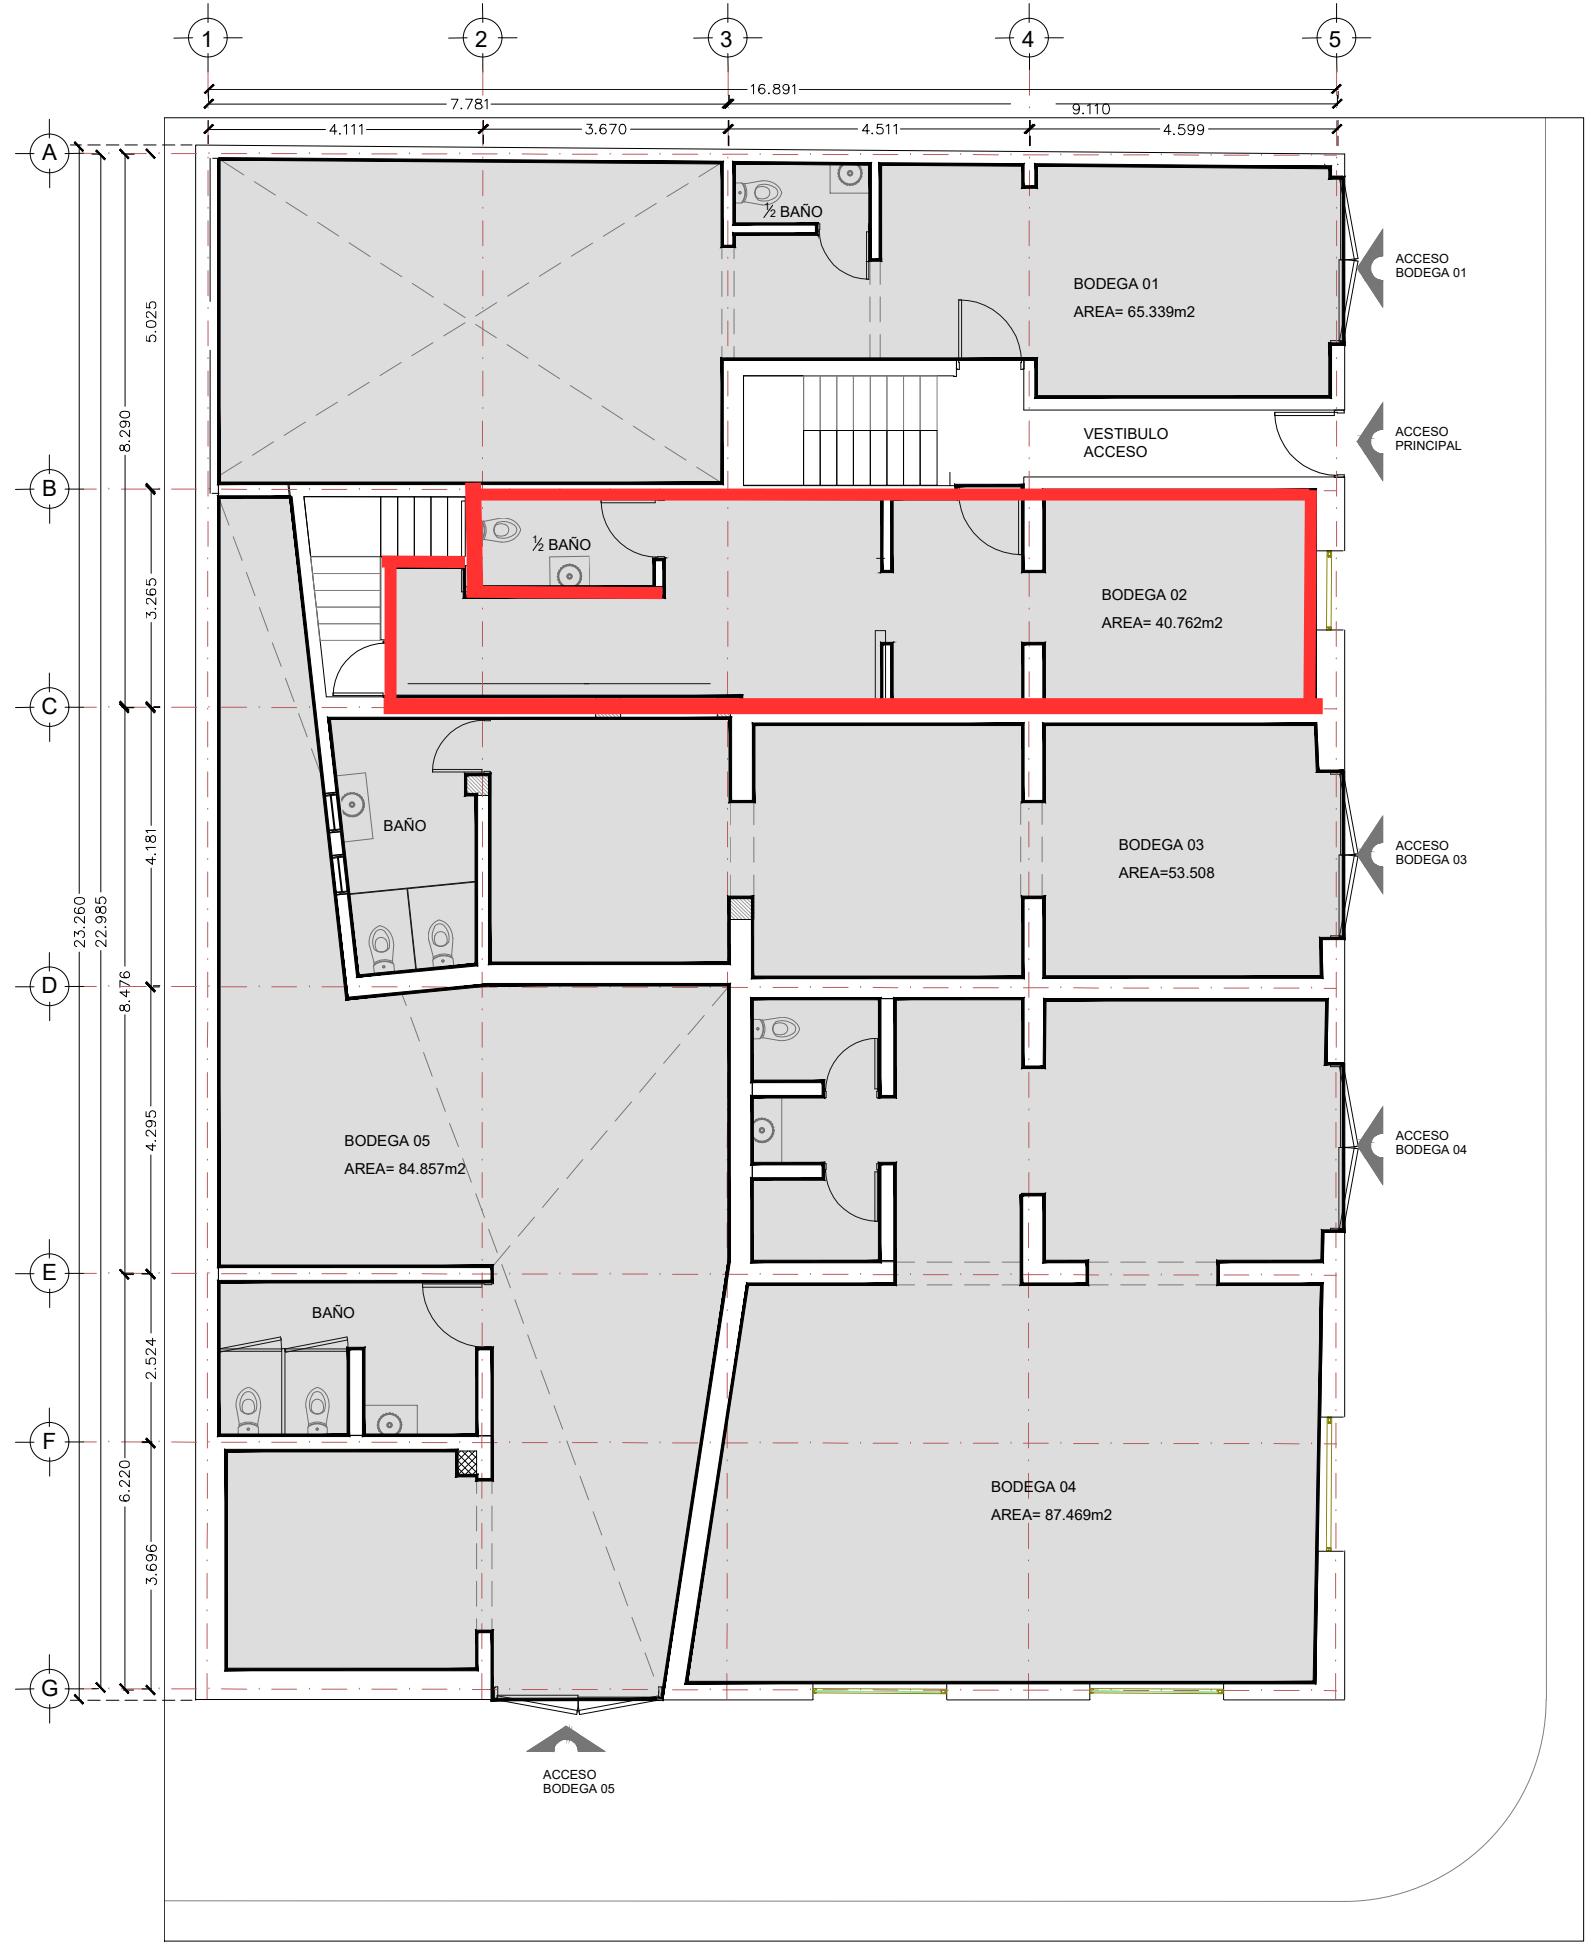 1
2
3
4
5
16.891
7.781
9.110
4.111
3.670
4.511
4.599
A
B
C
D
E
F
G
23.260
22.985
8.290
8.476
6.220
5.025
3.265
4.181
4.295
2.524
3.696
½ BAÑO
BODEGA 01
AREA= 65.339m2
ACCESO
BODEGA 01
VESTIBULO
ACCESO
ACCESO
PRINCIPAL
½ BAÑO
BODEGA 02
AREA= 40.762m2
BAÑO
BODEGA 03
AREA=53.508
ACCESO
BODEGA 03
BODEGA 05
AREA= 84.857m2
ACCESO
BODEGA 04
BAÑO
BODEGA 04
AREA= 87.469m2
ACCESO
BODEGA 05